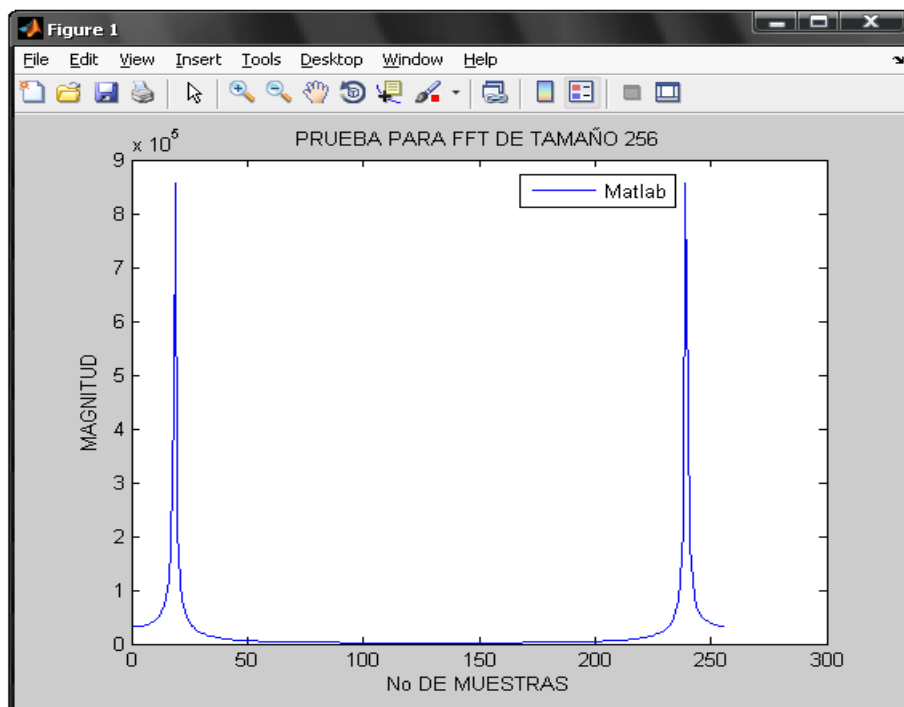 Figure 1
File Edit View Insert Tools Desktop Window Help
x 10^5
PRUEBA PARA FFT DE TAMAÑO 256
Matlab
MAGNITUD
9
8
7
6
5
4
3
2
1
0
0 50 100 150 200 250 300
No DE MUESTRAS